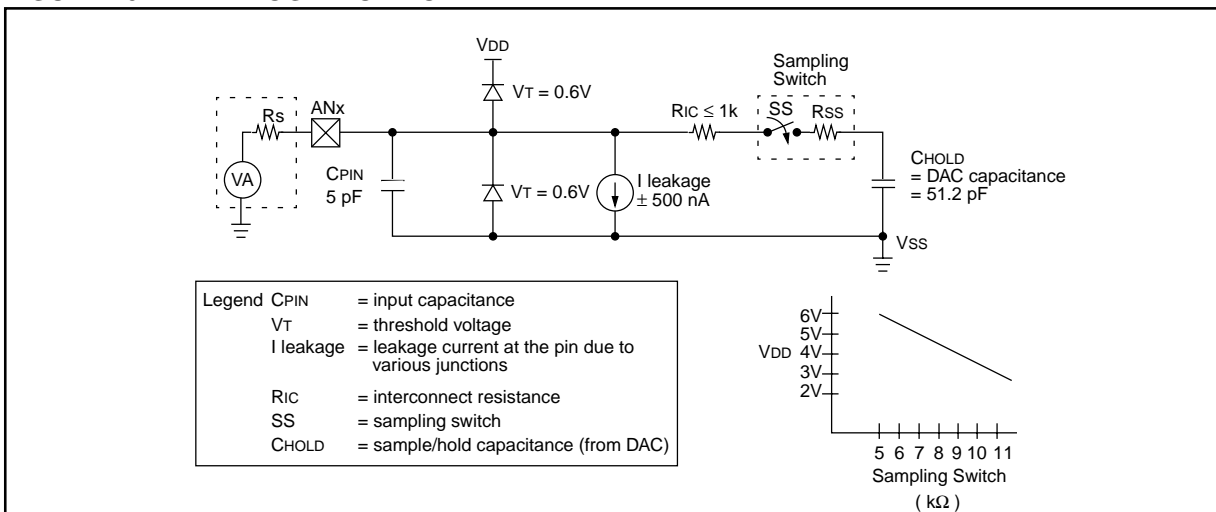 VDD
Sampling
Switch
VT = 0.6V
RIC ≤ 1k
SS
RSS
Rs
ANx
CHOLD
= DAC capacitance
= 51.2 pF
VA
CPIN
5 pF
VT = 0.6V
I leakage
± 500 nA
VSS
Legend CPIN = input capacitance
VT = threshold voltage
I leakage = leakage current at the pin due to
various junctions
RIC = interconnect resistance
SS = sampling switch
CHOLD = sample/hold capacitance (from DAC)
6V
5V
VDD 4V
3V
2V
5 6 7 8 9 10 11
Sampling Switch
( kΩ )